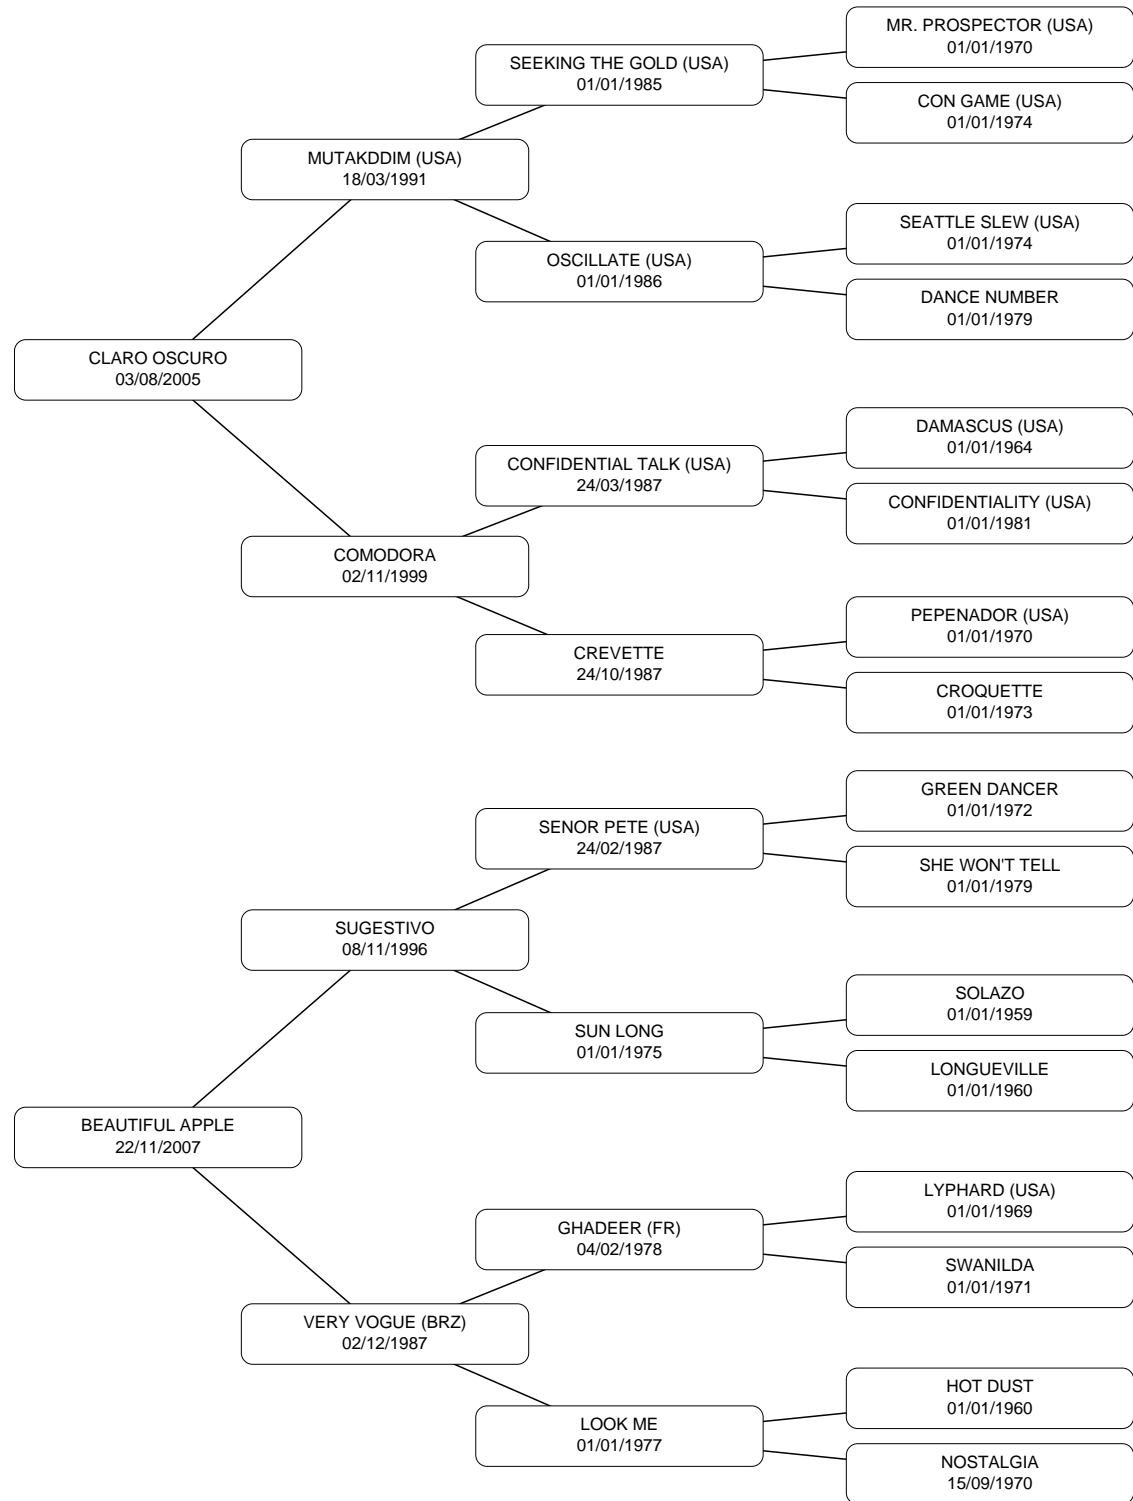 MR. PROSPECTOR (USA)
01/01/1970
SEEKING THE GOLD (USA)
01/01/1985
CON GAME (USA)
01/01/1974
MUTAKDDIM (USA)
18/03/1991
SEATTLE SLEW (USA)
01/01/1974
OSCILLATE (USA)
01/01/1986
DANCE NUMBER
01/01/1979
CLARO OSCURO
03/08/2005
DAMASCUS (USA)
01/01/1964
CONFIDENTIAL TALK (USA)
24/03/1987
CONFIDENTIALITY (USA)
01/01/1981
COMODORA
02/11/1999
PEPENADOR (USA)
01/01/1970
CREVETTE
24/10/1987
CROQUETTE
01/01/1973
GREEN DANCER
01/01/1972
SENOR PETE (USA)
24/02/1987
SHE WON'T TELL
01/01/1979
SUGESTIVO
08/11/1996
SOLAZO
01/01/1959
SUN LONG
01/01/1975
LONGUEVILLE
01/01/1960
BEAUTIFUL APPLE
22/11/2007
LYPHARD (USA)
01/01/1969
GHADEER (FR)
04/02/1978
SWANILDA
01/01/1971
VERY VOGUE (BRZ)
02/12/1987
HOT DUST
01/01/1960
LOOK ME
01/01/1977
NOSTALGIA
15/09/1970